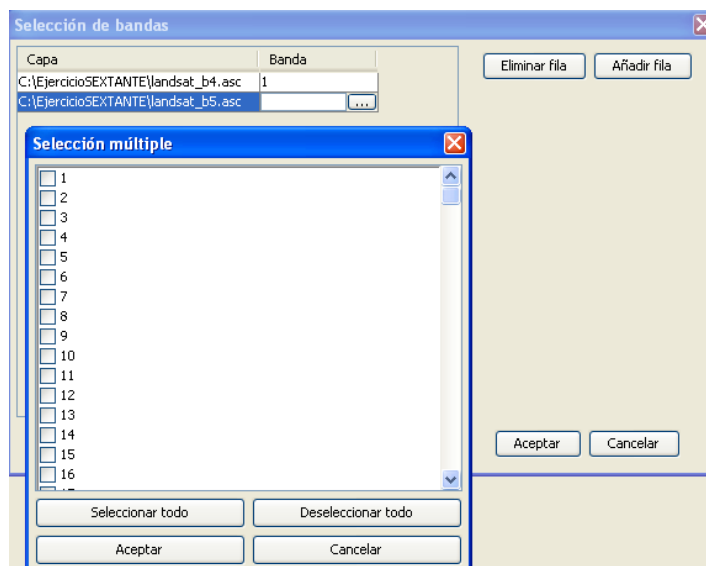 Selección de bandas
Capa Banda
C:\EjercicioSEXTANTE\landsat_b4.asc 1
C:\EjercicioSEXTANTE\landsat_b5.asc ...
Eliminar fila Añadir fila
Selección múltiple
1
2
3
4
5
6
7
8
9
10
11
12
13
14
15
16
Seleccionar todo Deseleccionar todo
Aceptar Cancelar
Aceptar Cancelar